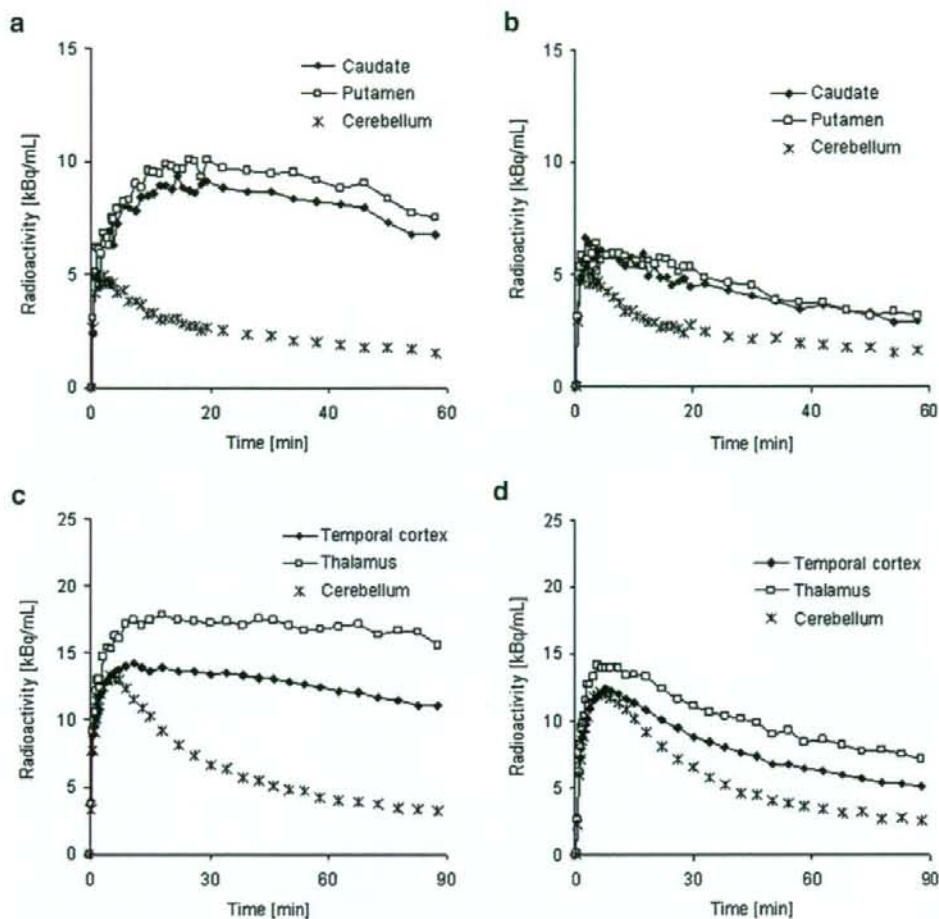 a
15
10
5
0
Radioactivity [kBq/mL]
Caudate
Putamen
Cerebellum
0 20 40 60
Time [min]
b
15
10
5
0
Radioactivity [kBq/mL]
Caudate
Putamen
Cerebellum
0 20 40 60
Time [min]
c
25
20
15
10
5
0
Radioactivity [kBq/mL]
Temporal cortex
Thalamus
Cerebellum
0 30 60 90
Time [min]
d
25
20
15
10
5
0
Radioactivity [kBq/mL]
Temporal cortex
Thalamus
Cerebellum
0 30 60 90
Time [min]